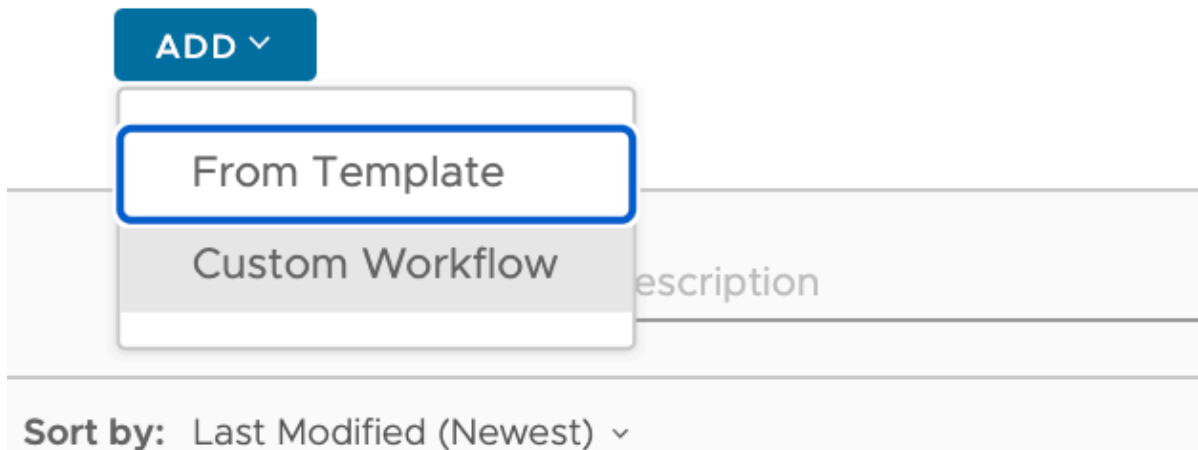 ADD
From Template
Custom Workflow
escription
Sort by: Last Modified (Newest)